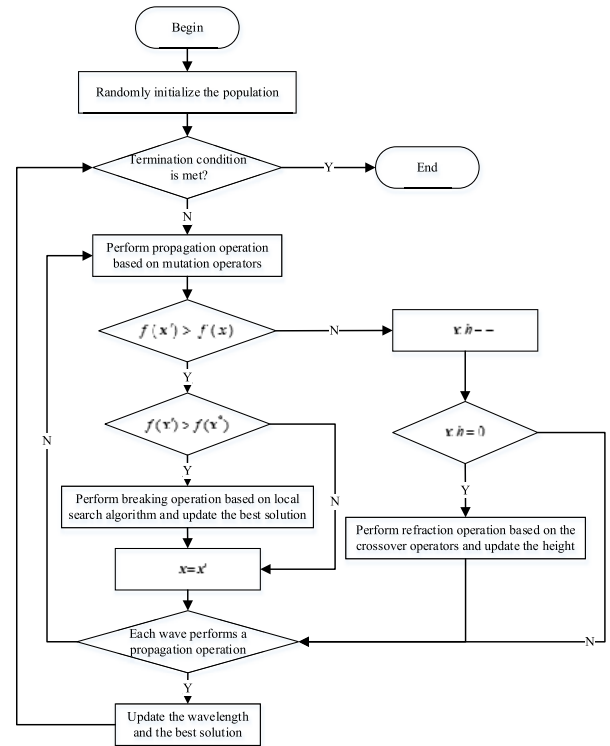 Begin
Randomly initialize the population
Termination condition
is met?
Y
End
N
Perform propagation operation
based on mutation operators
f(x')> f(x)
N
x.h--
Y
f(x')>f(x*)
x.h=0
N
Y
N
Y
Perform breaking operation based on local
search algorithm and update the best solution
Perform refraction operation based on the
crossover operators and update the height
x=x'
Each wave performs a
propagation operation
N
Y
Update the wavelength
and the best solution